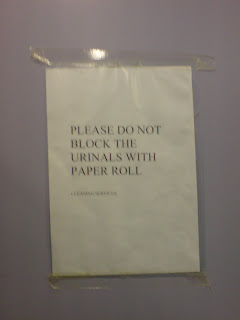 PLEASE DO NOT
BLOCK THE
URINALS WITH
PAPER ROLL